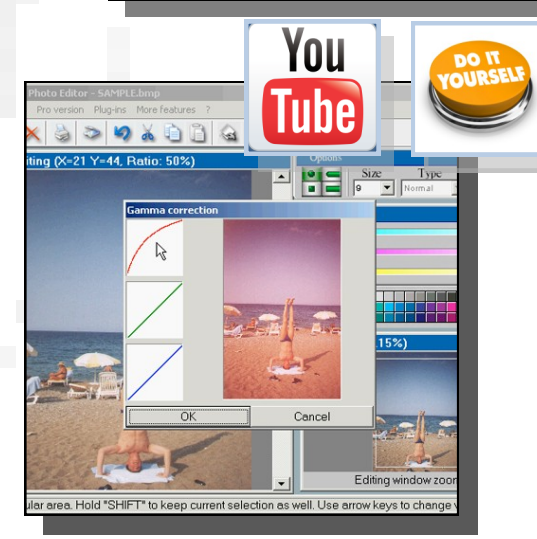 You
Tube
DO IT
YOURSELF
Photo Editor - SAMPLE.bmp
Pro version Plug-ins More features ?
iting (X=21 Y=44, Ratio: 50%)
Options
Size Type
9 Normal
Gamma correction
15%)
OK Cancel
Editing window zoo
ular area. Hold "SHIFT" to keep current selection as well. Use arrow keys to change